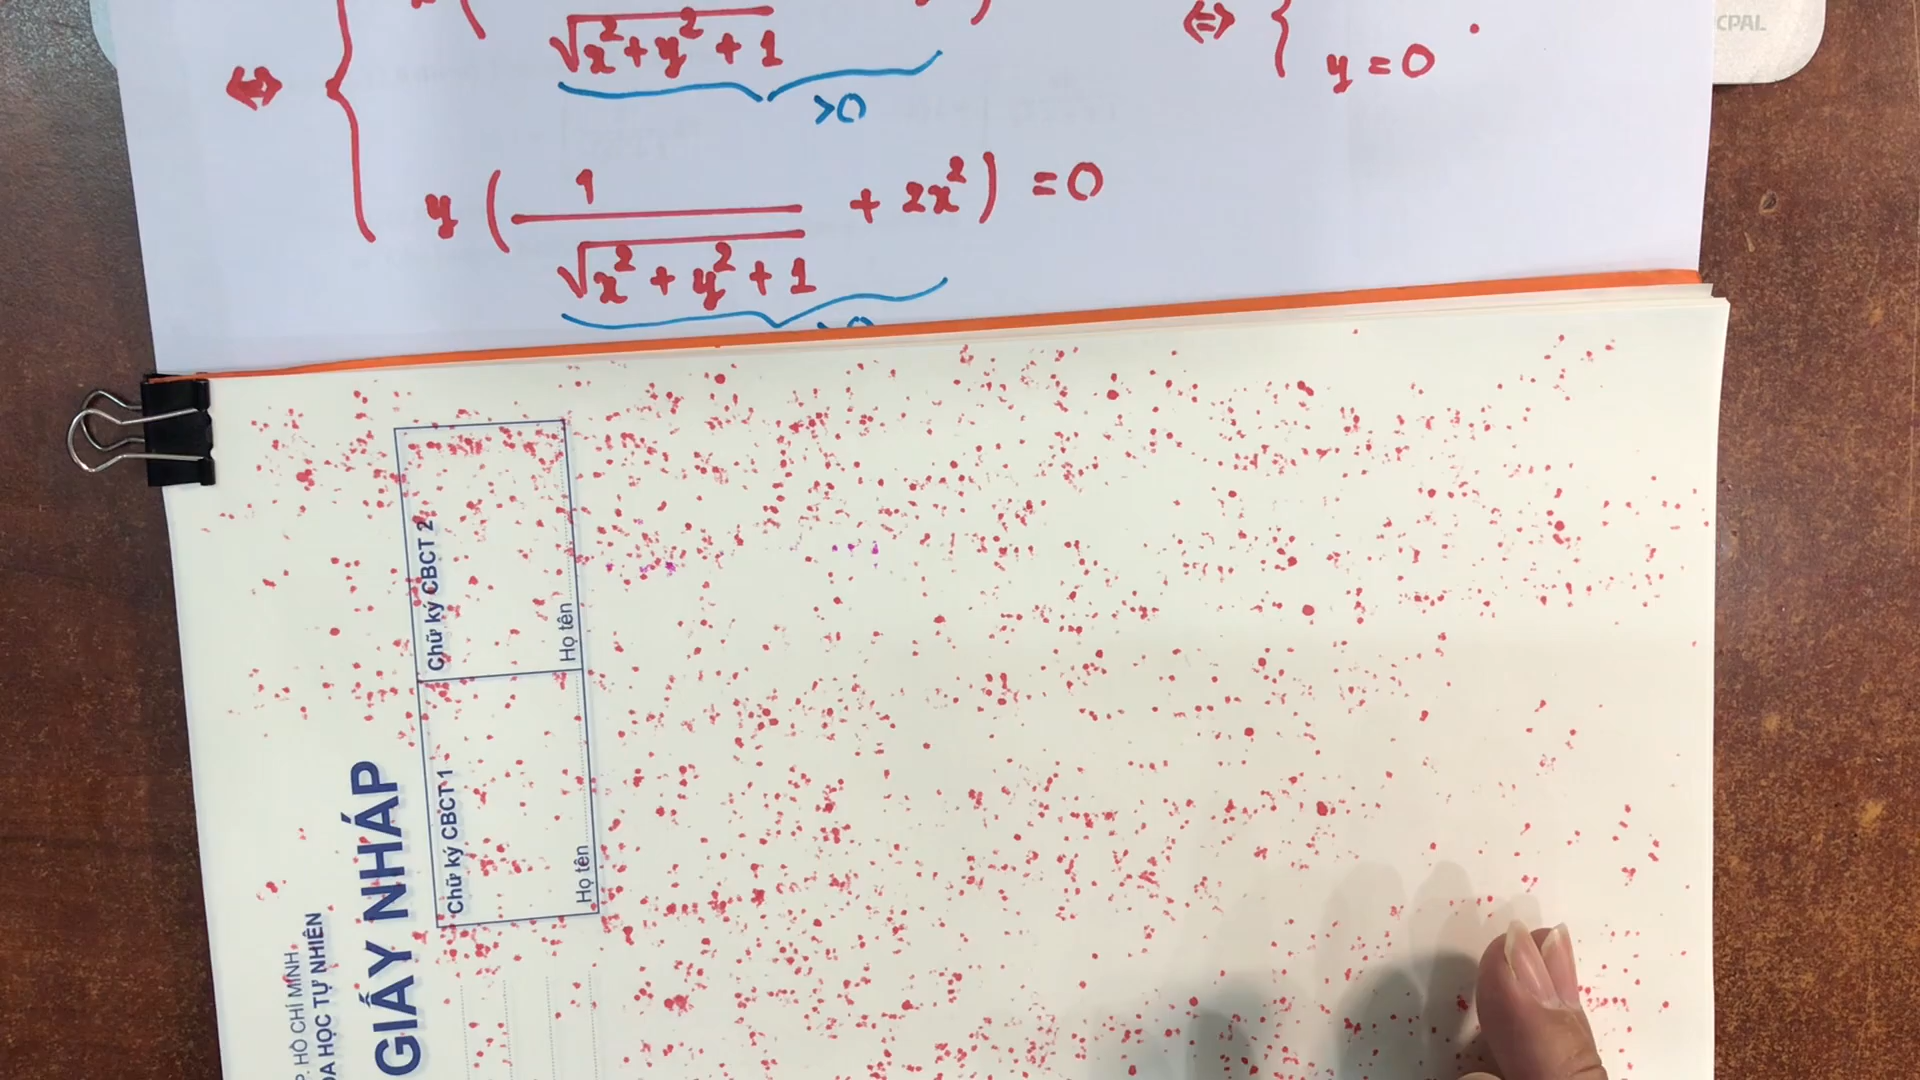 √x²+y²+1
>0
⇔
⇔ {
y=0
y ( 1 / √x²+y²+1 + 2x² ) =0
CPAL
Chữ ký CBCT 2
Họ tên
Chữ ký CBCT 1
Họ tên
P. HỒ CHÍ MINH
OA HỌC TỰ NHIÊN
GIẤY NHÁP